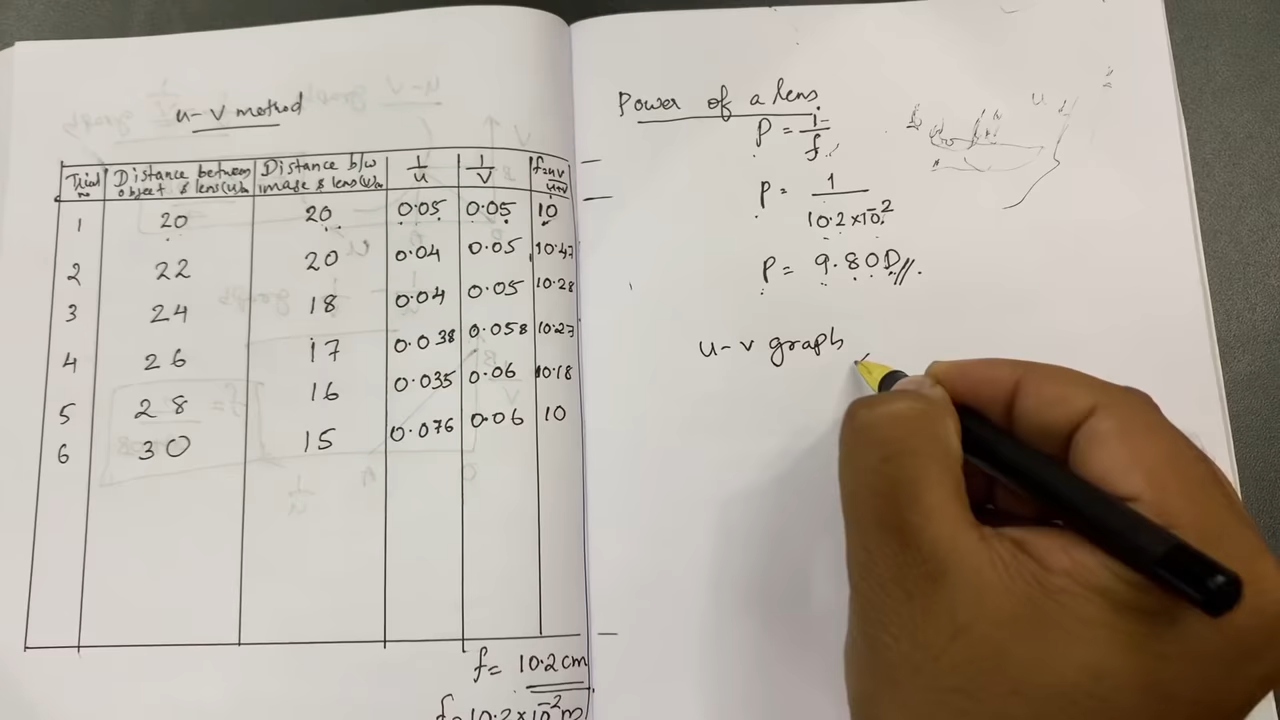 u-v method
Trial no | Distance between object & lens(u)cm | Distance b/w image & lens(v)cm | 1/u | 1/v | f=uv/u+v
1 | 20 | 20 | 0.05 | 0.05 | 10
2 | 22 | 20 | 0.04 | 0.05 | 10.47
3 | 24 | 18 | 0.04 | 0.05 | 10.28
4 | 26 | 17 | 0.038 | 0.058 | 10.27
5 | 28 | 16 | 0.035 | 0.06 | 10.18
6 | 30 | 15 | 0.076 | 0.06 | 10
f= 10.2cm
f=10.2×10⁻²m
Power of a lens
P = 1/f
P = 1/10.2×10⁻²
P = 9.80D//.
u-v graph